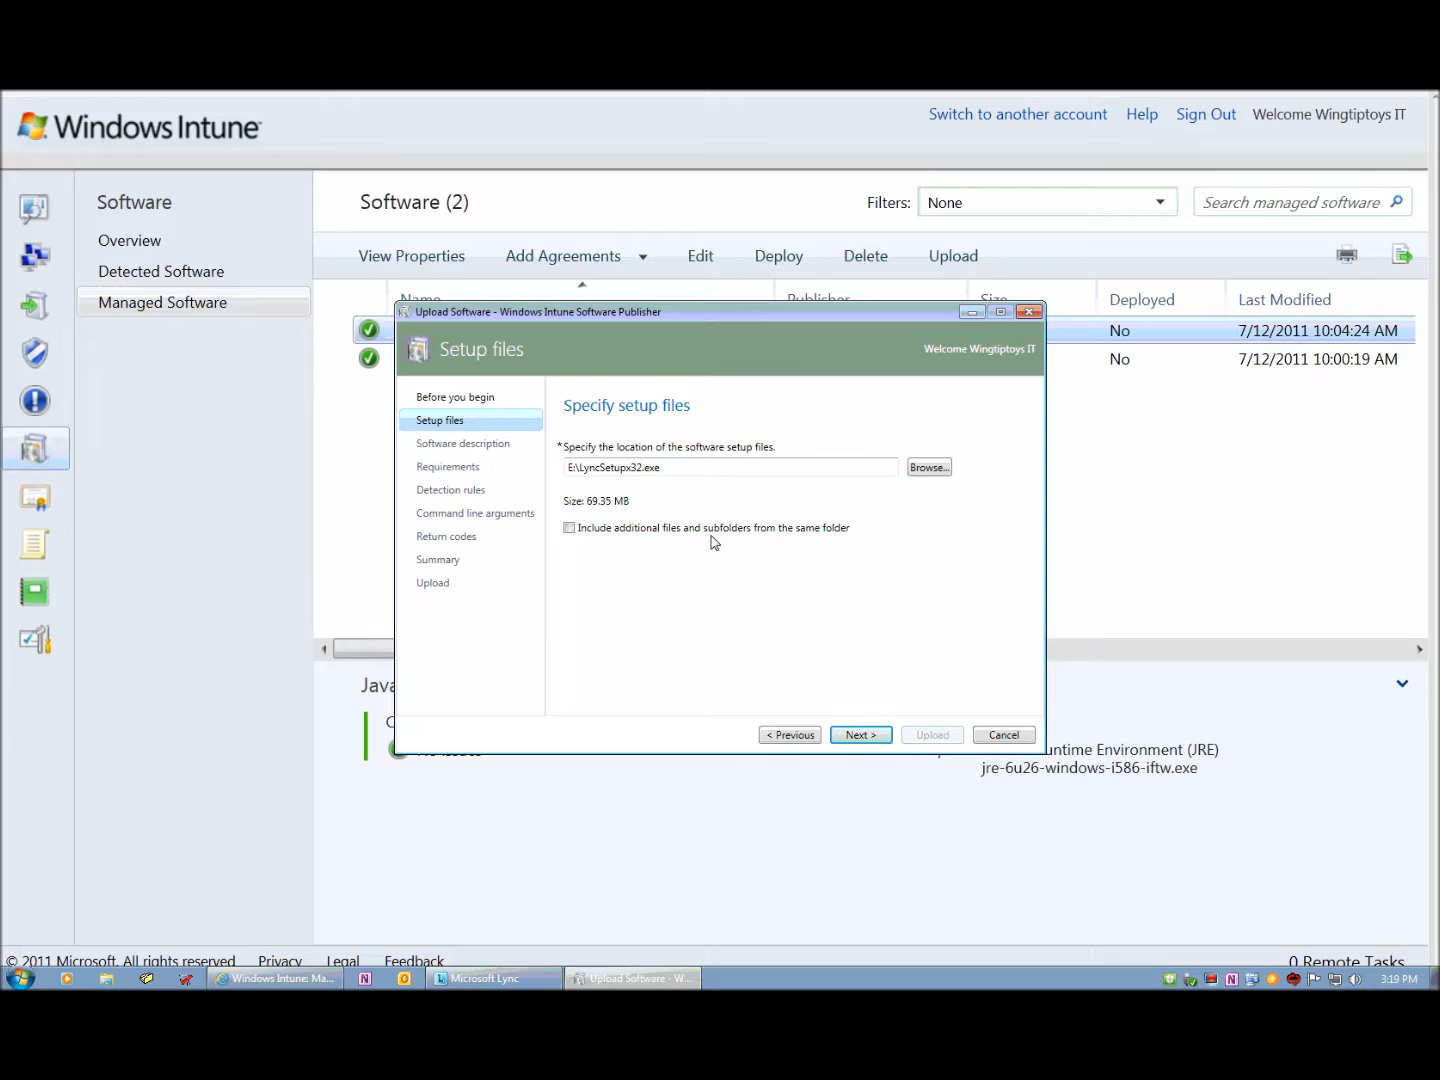 Windows Intune
Switch to another account Help Sign Out Welcome Wingtiptoys IT
Software
Overview
Detected Software
Managed Software
Software (2)
Filters: None
Search managed software
View Properties Add Agreements Edit Deploy Delete Upload
Name Publisher Size Deployed Last Modified
No 7/12/2011 10:04:24 AM
No 7/12/2011 10:00:19 AM
Upload Software - Windows Intune Software Publisher
Setup files
Welcome Wingtiptoys IT
Before you begin
Setup files
Software description
Requirements
Detection rules
Command line arguments
Return codes
Summary
Upload
Specify setup files
*Specify the location of the software setup files.
E:\LyncSetupx32.exe Browse...
Size: 69.35 MB
Include additional files and subfolders from the same folder
< Previous Next > Upload Cancel
Java
untime Environment (JRE)
jre-6u26-windows-i586-iftw.exe
© 2011 Microsoft. All rights reserved Privacy Legal Feedback
0 Remote Tasks
Windows Intune: Ma... Microsoft Lync Upload Software - W... 3:19 PM